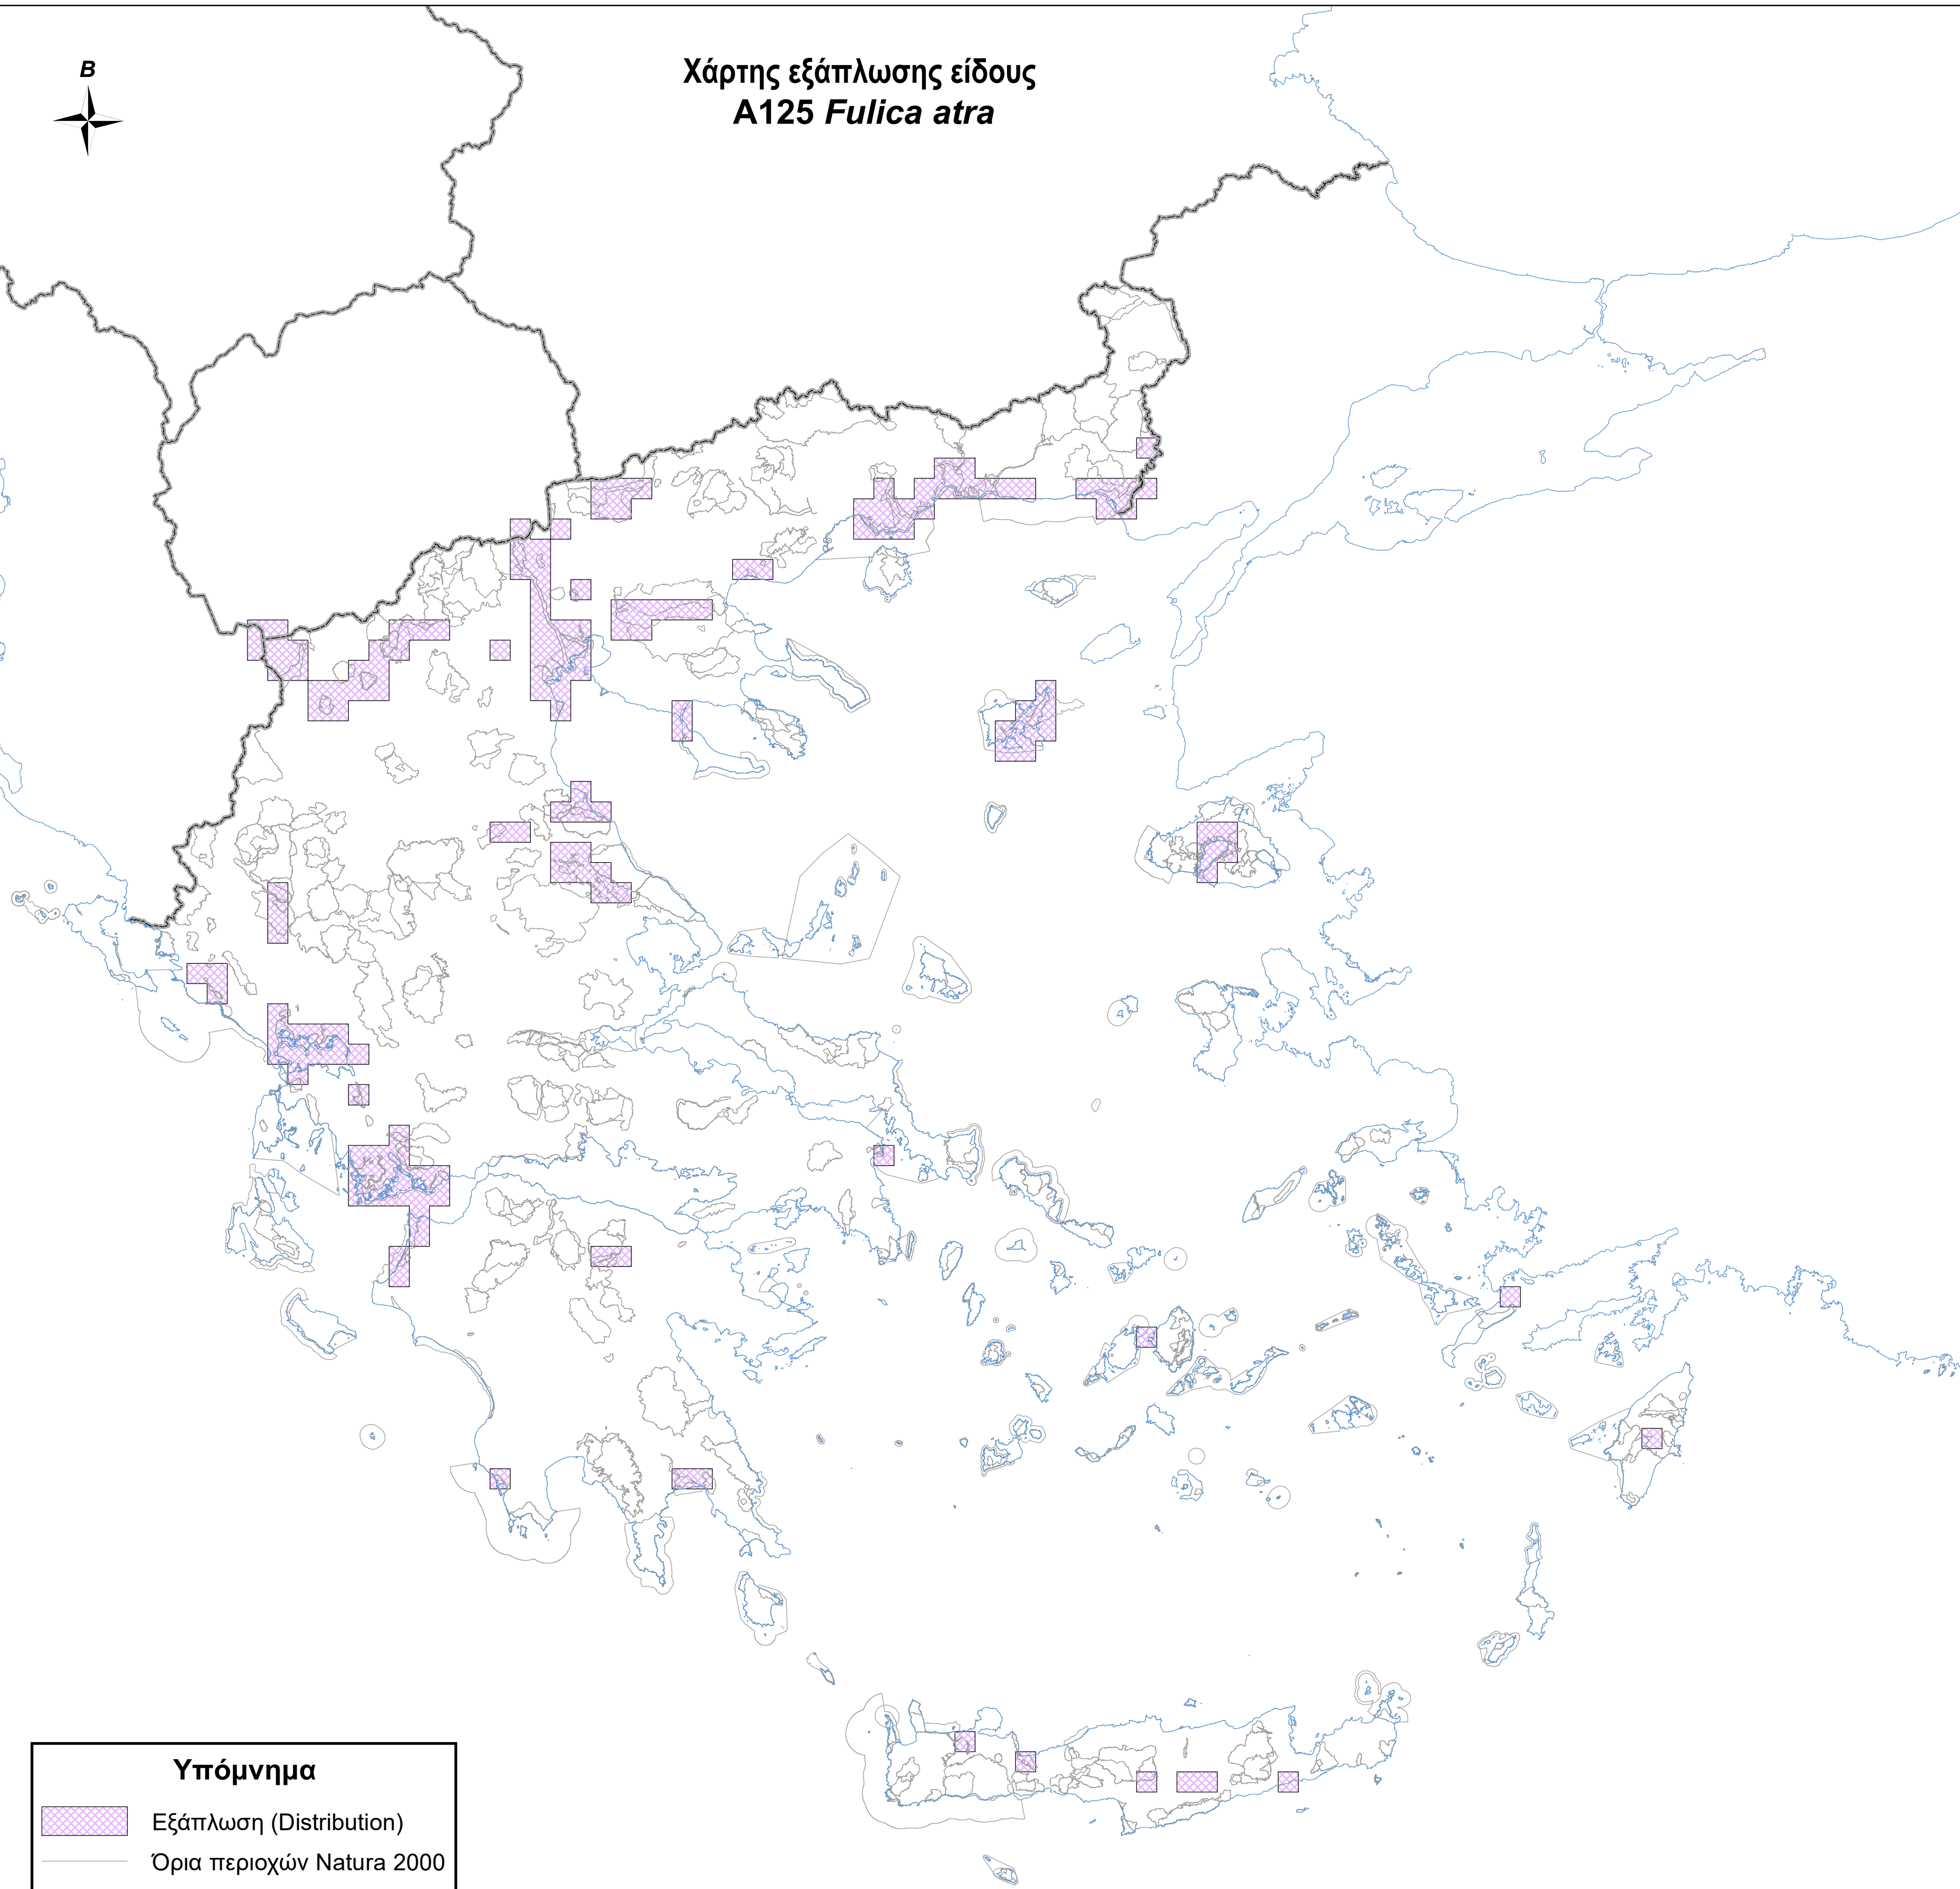 Β
Χάρτης εξάπλωσης είδους
A125 Fulica atra
Υπόμνημα
Εξάπλωση (Distribution)
Όρια περιοχών Natura 2000